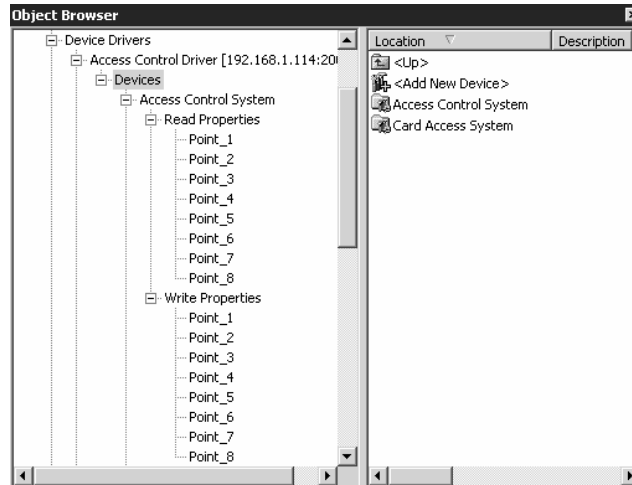 Object Browser
Device Drivers
Access Control Driver [192.168.1.114:20
Devices
Access Control System
Read Properties
Point_1
Point_2
Point_3
Point_4
Point_5
Point_6
Point_7
Point_8
Write Properties
Point_1
Point_2
Point_3
Point_4
Point_5
Point_6
Point_7
Point_8
Location Description
<Up>
<Add New Device>
Access Control System
Card Access System